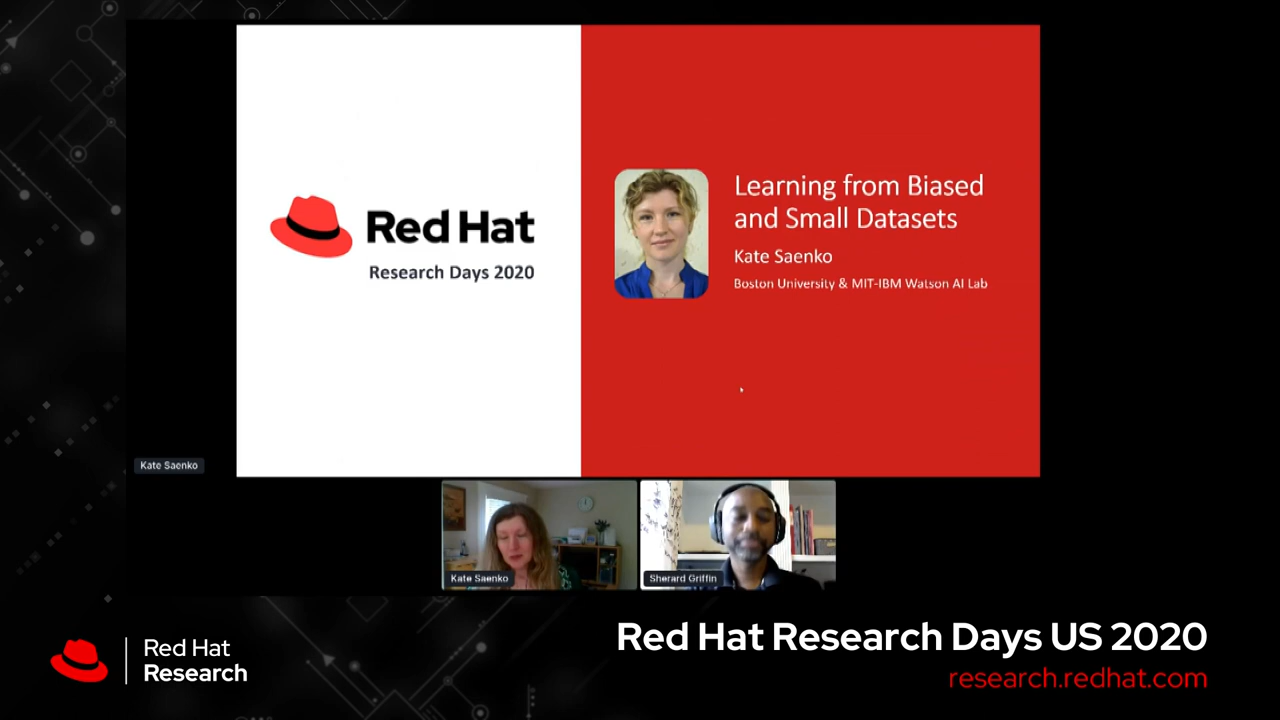 Red Hat
Research Days 2020
Learning from Biased
and Small Datasets
Kate Saenko
Boston University & MIT-IBM Watson AI Lab
Kate Saenko
Kate Saenko
Sherard Griffin
Red Hat
Research
Red Hat Research Days US 2020
research.redhat.com